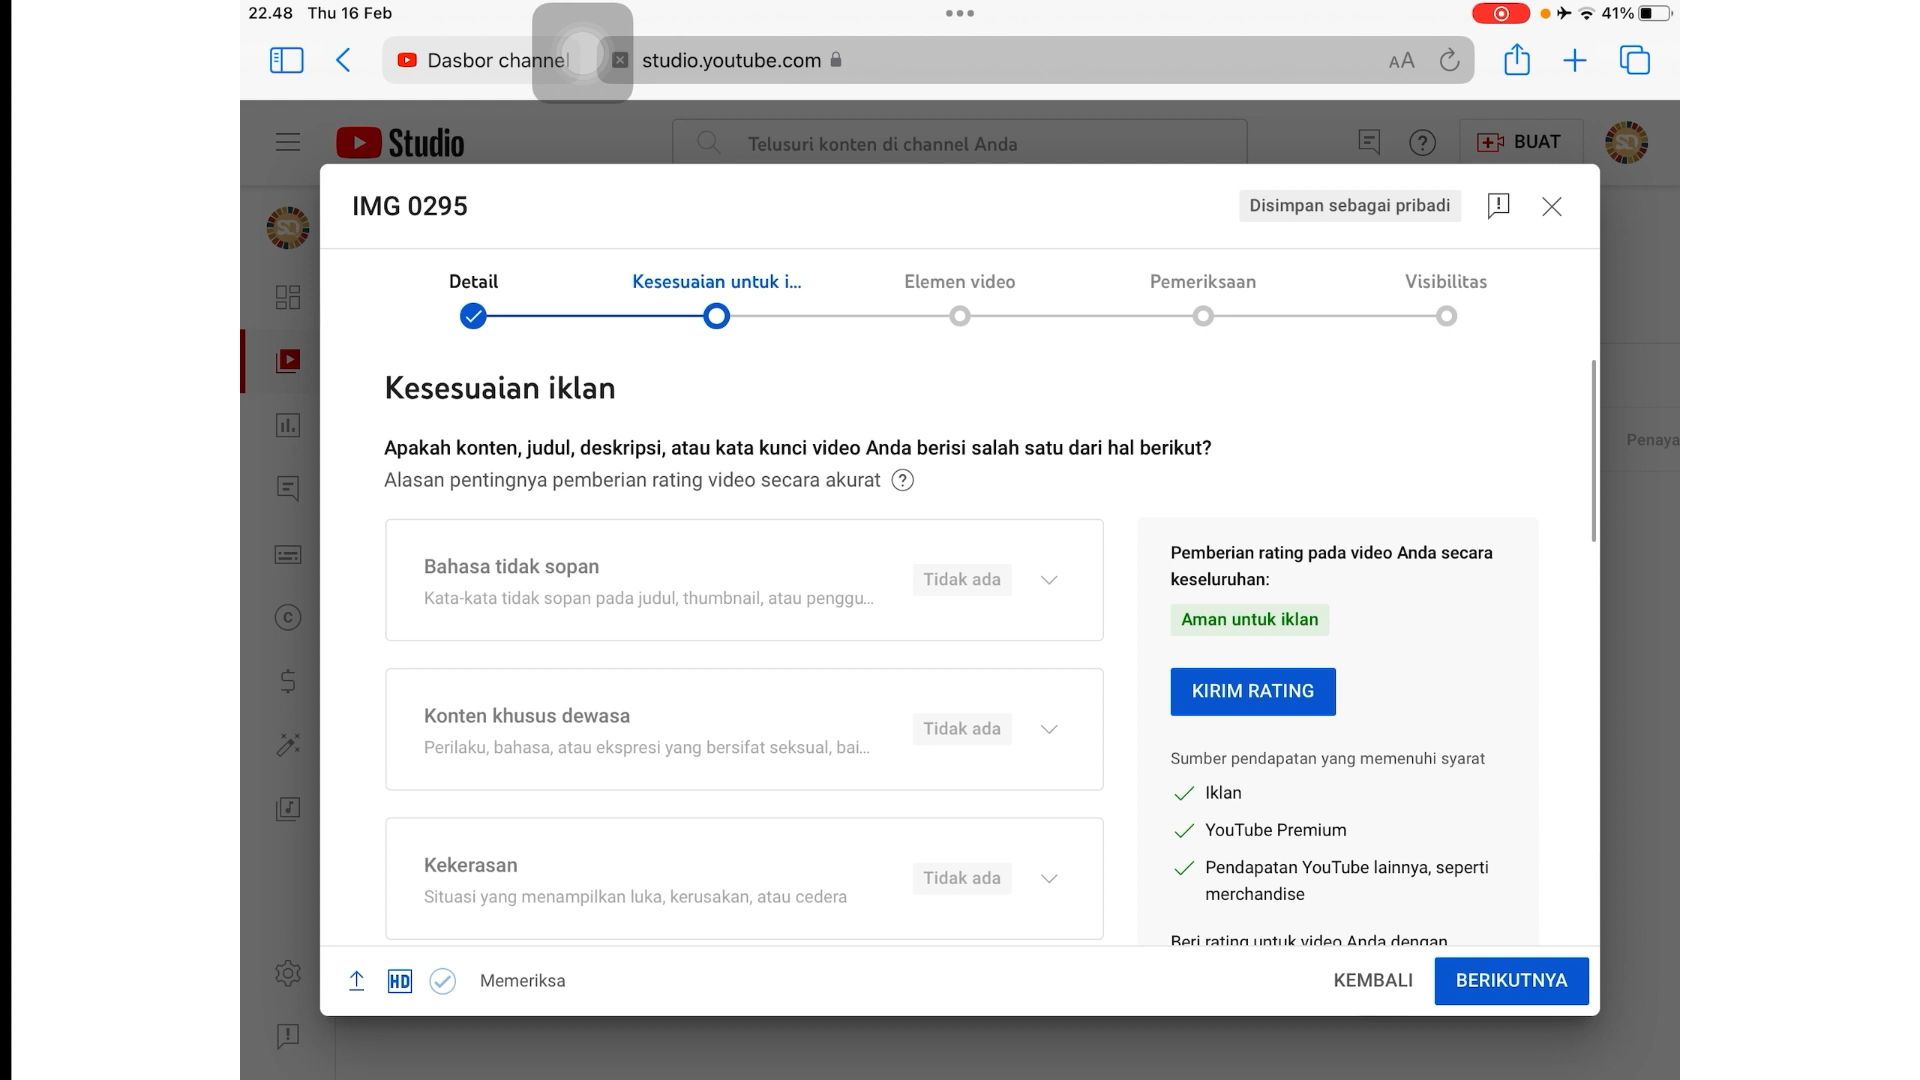 22.48 Thu 16 Feb
41%
Dasbor channel
studio.youtube.com
AA
Studio
Telusuri konten di channel Anda
BUAT
IMG 0295
Disimpan sebagai pribadi
Detail
Kesesuaian untuk i...
Elemen video
Pemeriksaan
Visibilitas
Kesesuaian iklan
Penaya
Apakah konten, judul, deskripsi, atau kata kunci video Anda berisi salah satu dari hal berikut?
Alasan pentingnya pemberian rating video secara akurat
Bahasa tidak sopan
Kata-kata tidak sopan pada judul, thumbnail, atau penggu...
Tidak ada
Konten khusus dewasa
Perilaku, bahasa, atau ekspresi yang bersifat seksual, bai...
Tidak ada
Kekerasan
Situasi yang menampilkan luka, kerusakan, atau cedera
Tidak ada
Pemberian rating pada video Anda secara
keseluruhan:
Aman untuk iklan
KIRIM RATING
Sumber pendapatan yang memenuhi syarat
Iklan
YouTube Premium
Pendapatan YouTube lainnya, seperti
merchandise
Beri rating untuk video Anda dengan
HD
Memeriksa
KEMBALI
BERIKUTNYA